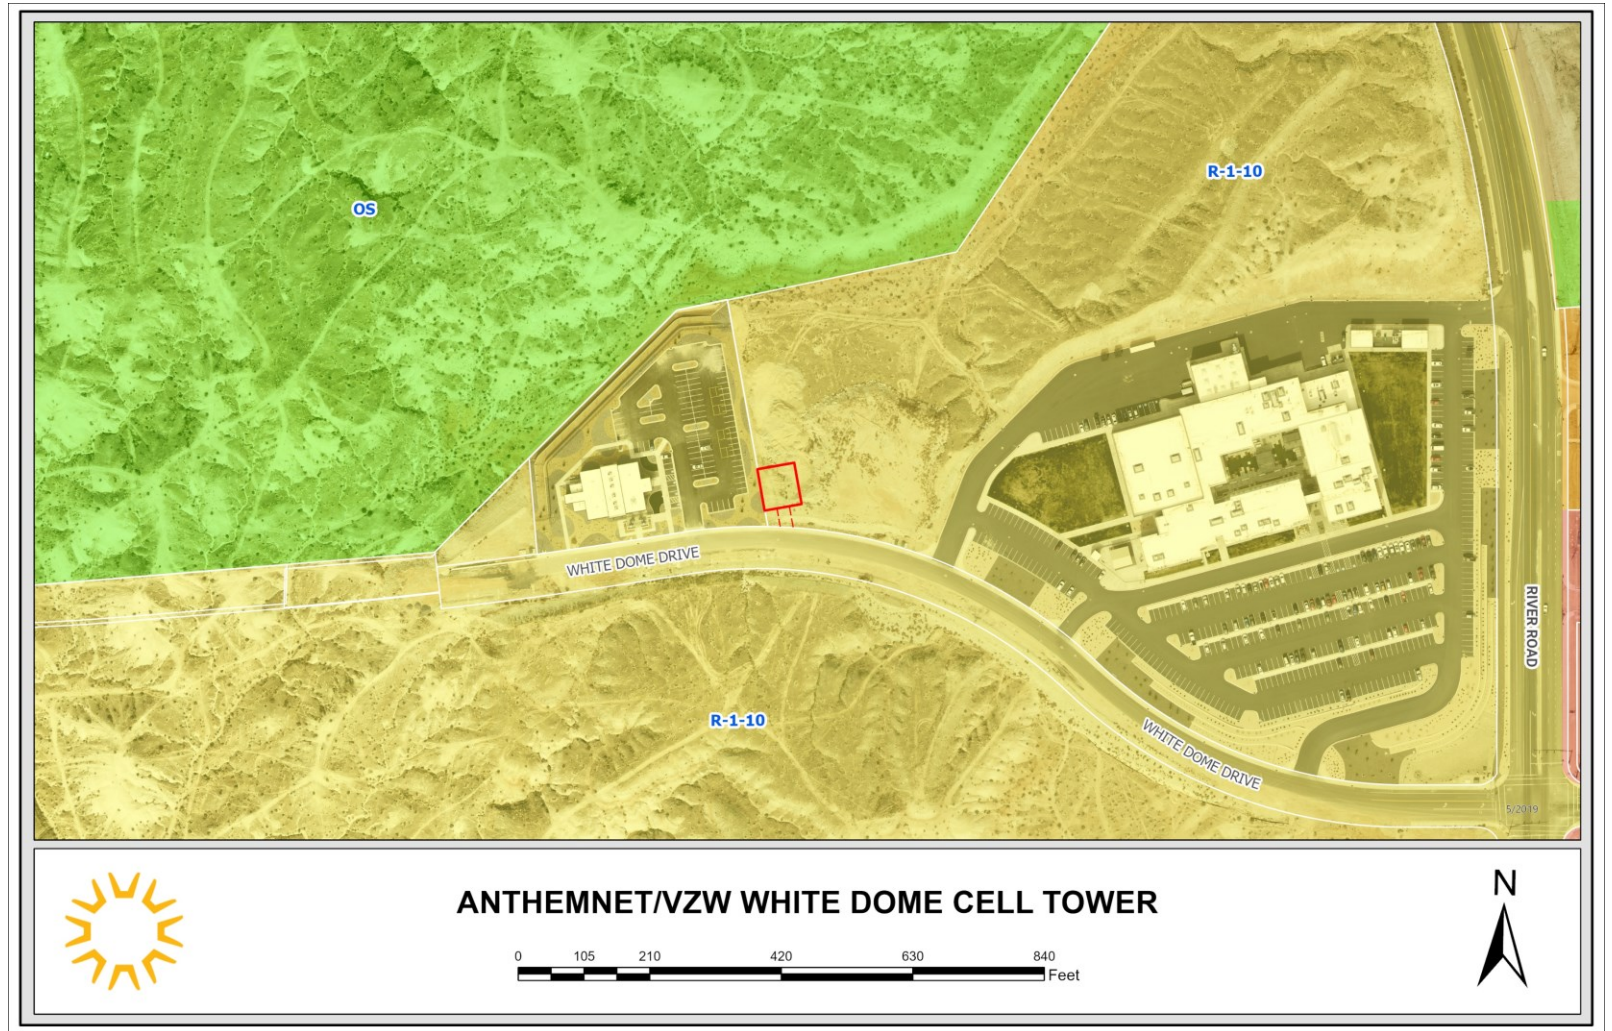 R-1-10
OS
WHITE DOME DRIVE
RIVER ROAD
R-1-10
WHITE DOME DRIVE
5/2019
ANTHEMNET/VZW WHITE DOME CELL TOWER
N
0 105 210 420 630 840
Feet